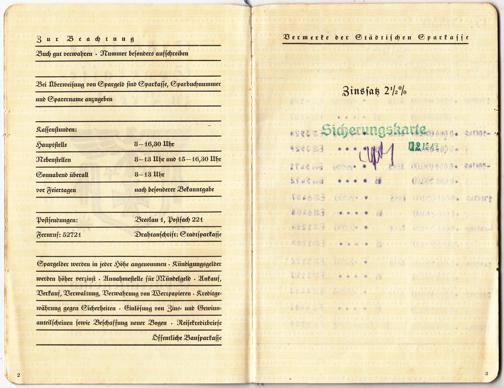 Zur Beachtung
Buch gut verwahren · Nummer besonders aufschreiben
Bei Überweisung von Spargeld sind Sparkasse, Sparbuchnummer
und Sparername anzugeben
Kassenstunden:
Hauptstelle 8–16,30 Uhr
Nebenstellen 8–13 Uhr und 15–16,30 Uhr
Sonnabend überall 8–13 Uhr
vor Feiertagen nach besonderer Bekanntgabe
Postsendungen: Breslau 1, Postfach 221
Fernruf: 52721 Drahtanschrift: Stadtsparkasse
Spargelder werden in jeder Höhe angenommen · Kündigungsgelder
werden höher verzinst · Annahmestelle für Mündelgeld · Ankauf,
Verkauf, Verwaltung, Verwahrung von Wertpapieren · Kreditge-
währung gegen Sicherheiten · Einlösung von Zins- und Gewinn-
anteilscheinen sowie Beschaffung neuer Bogen · Reisekreditbriefe
Öffentliche Bausparkasse
2
Vermerke der Städtischen Sparkasse
Zinssatz 2½%
Sicherungskarte
3